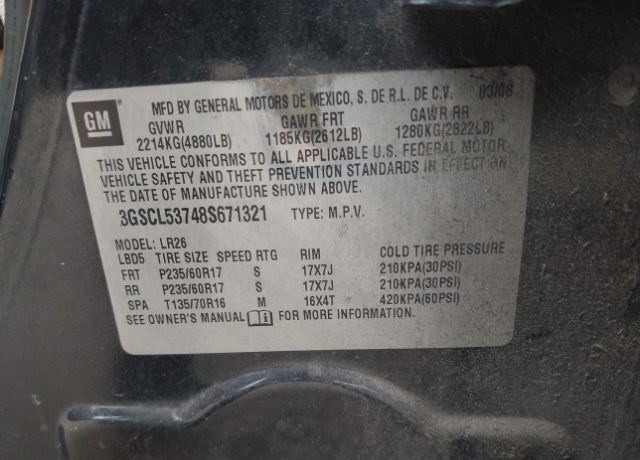 GM
MFD BY GENERAL MOTORS DE MEXICO, S. DE R.L. DE C.V. 03/08
GVWR GAWR FRT GAWR RR
2214KG(4880LB) 1185KG(2612LB) 1280KG(2822LB)
THIS VEHICLE CONFORMS TO ALL APPLICABLE U.S. FEDERAL MOTOR
VEHICLE SAFETY AND THEFT PREVENTION STANDARDS IN EFFECT ON
THE DATE OF MANUFACTURE SHOWN ABOVE.
3GSCL53748S671321 TYPE: M.P.V.
MODEL: LR26
LBD5 TIRE SIZE SPEED RTG RIM COLD TIRE PRESSURE
FRT P235/60R17 S 17X7J 210KPA(30PSI)
RR P235/60R17 S 17X7J 210KPA(30PSI)
SPA T135/70R16 M 16X4T 420KPA(60PSI)
SEE OWNER'S MANUAL FOR MORE INFORMATION.